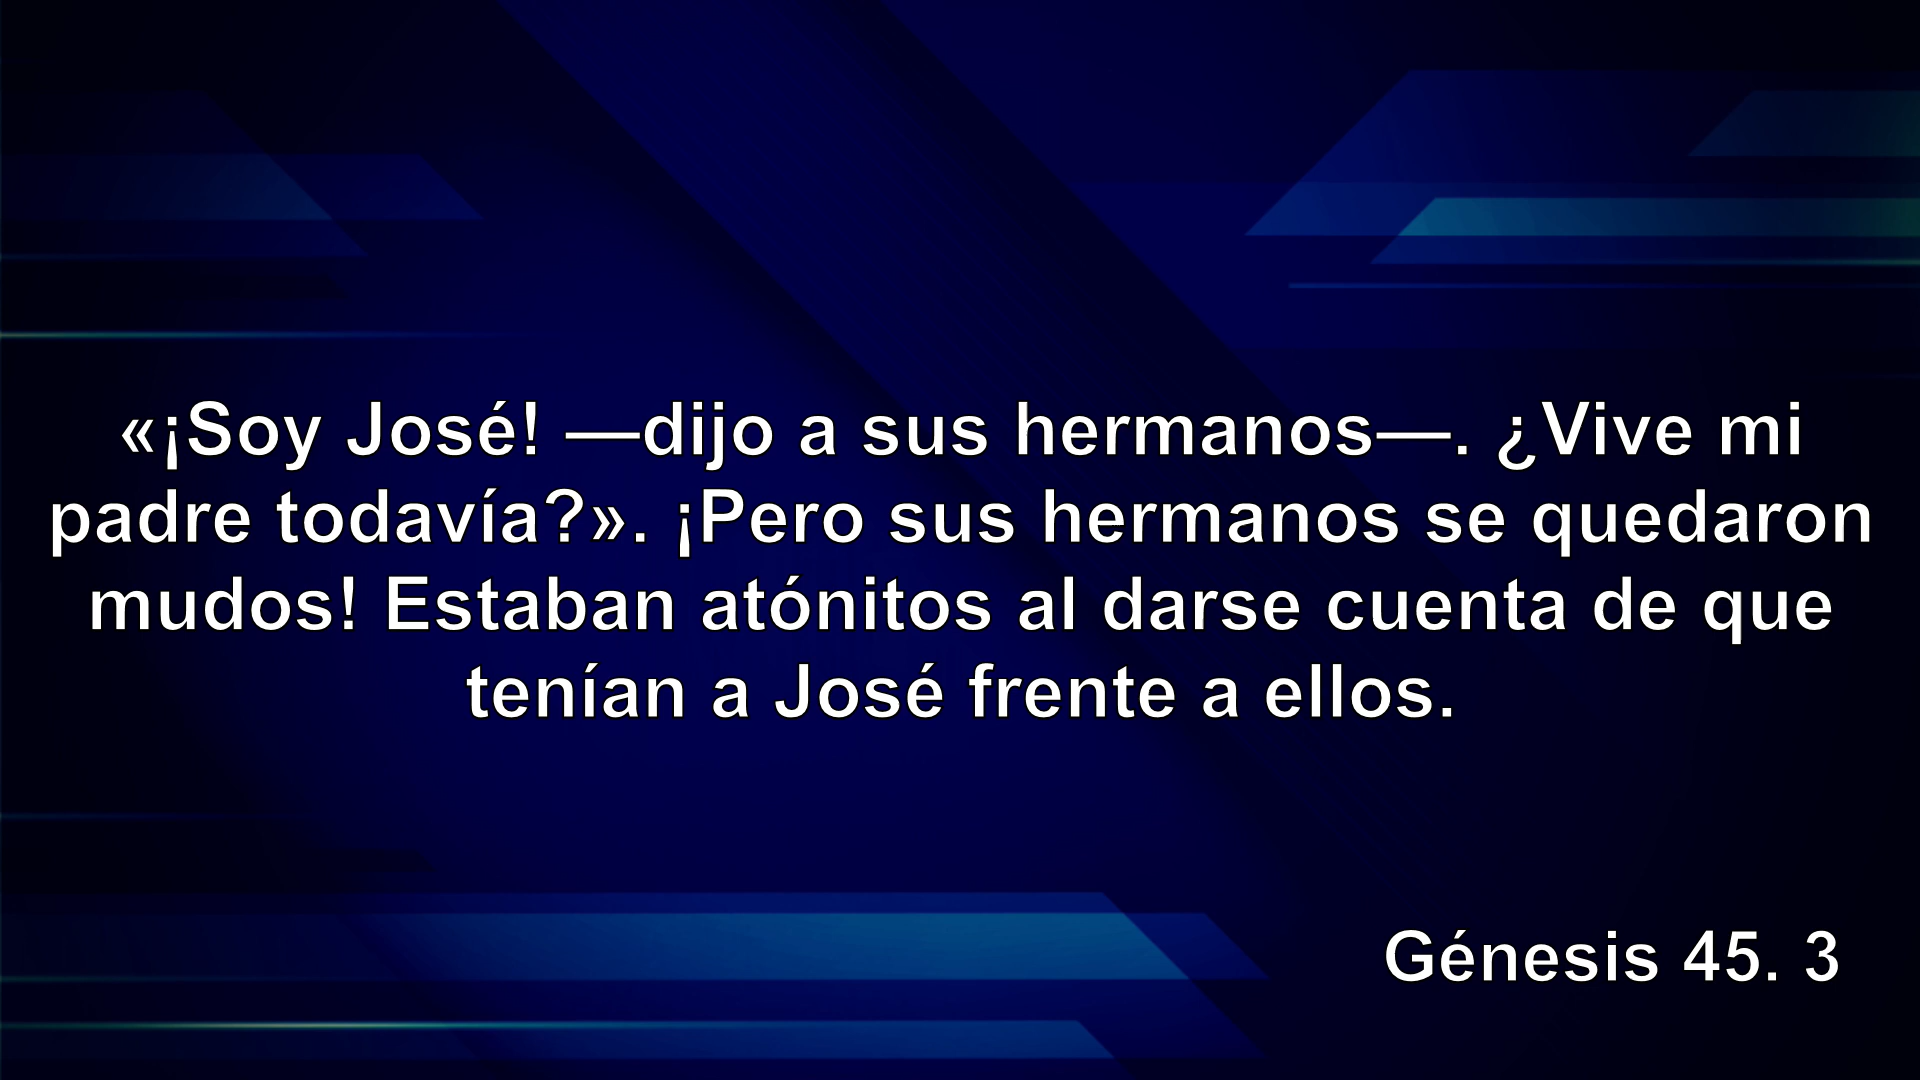 «¡Soy José! —dijo a sus hermanos—. ¿Vive mi
padre todavía?». ¡Pero sus hermanos se quedaron
mudos! Estaban atónitos al darse cuenta de que
tenían a José frente a ellos.
Génesis 45. 3